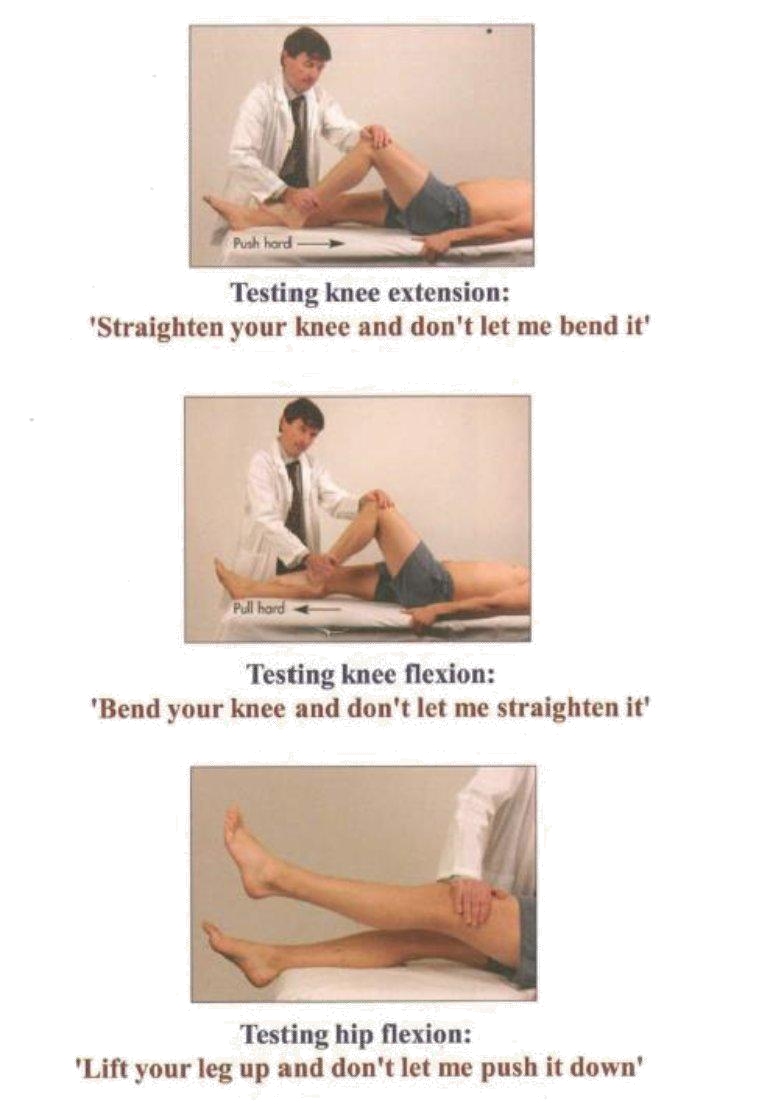 Push hard
Testing knee extension:
'Straighten your knee and don't let me bend it'
Pull hard
Testing knee flexion:
'Bend your knee and don't let me straighten it'
Testing hip flexion:
'Lift your leg up and don't let me push it down'